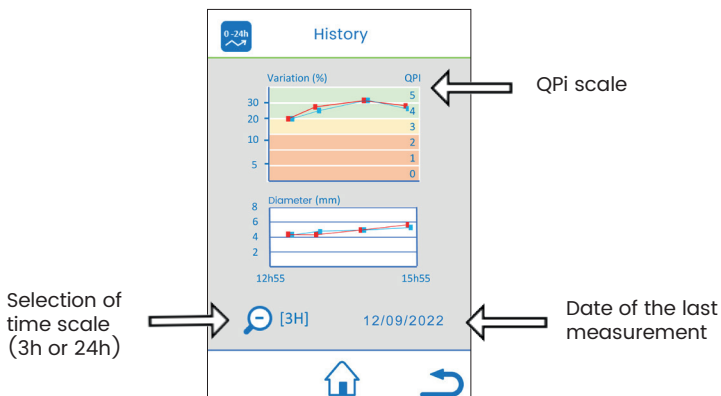 0-24h
History
Variation (%)
QPI
QPi scale
5
30
4
20
3
10
2
1
5
0
Diameter (mm)
8
6
4
2
12h55
15h55
Selection of
time scale
(3h or 24h)
[3H]
12/09/2022
Date of the last
measurement